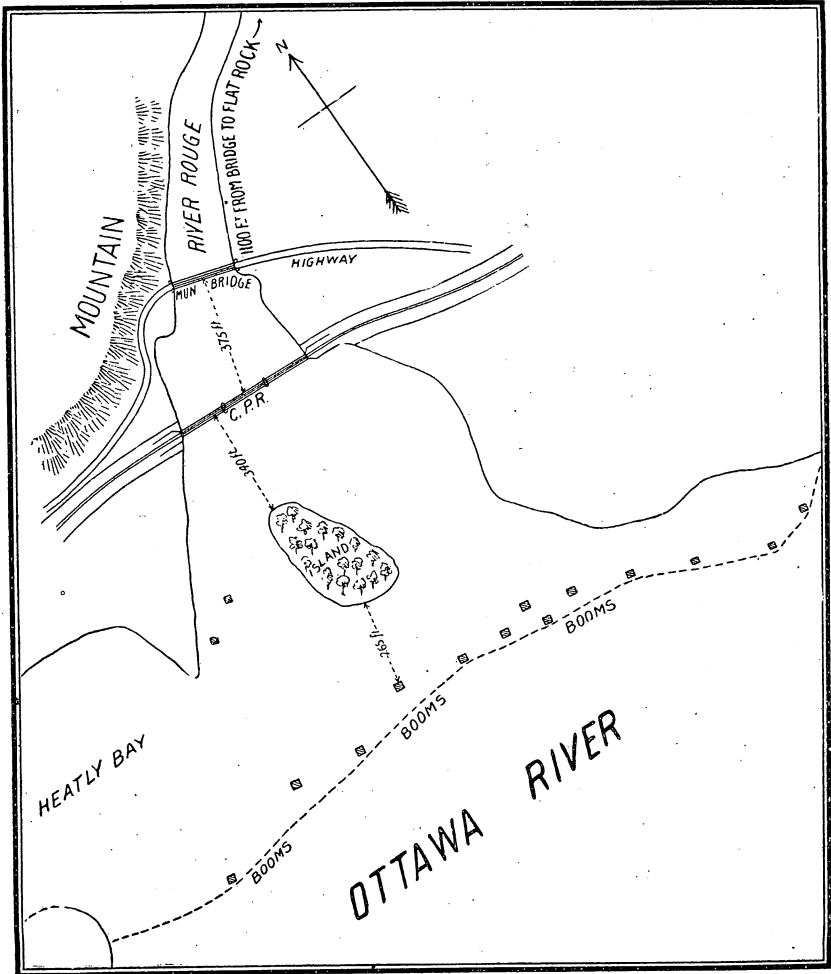 N
1100 FT FROM BRIDGE TO FLAT ROCK
RIVER ROUGE
MOUNTAIN
HIGHWAY
MUN BRIDGE
375 ft
C.P.R.
340 ft
ISLAND
265 ft
BOOMS
BOOMS
BOOMS
HEATLY BAY
OTTAWA RIVER